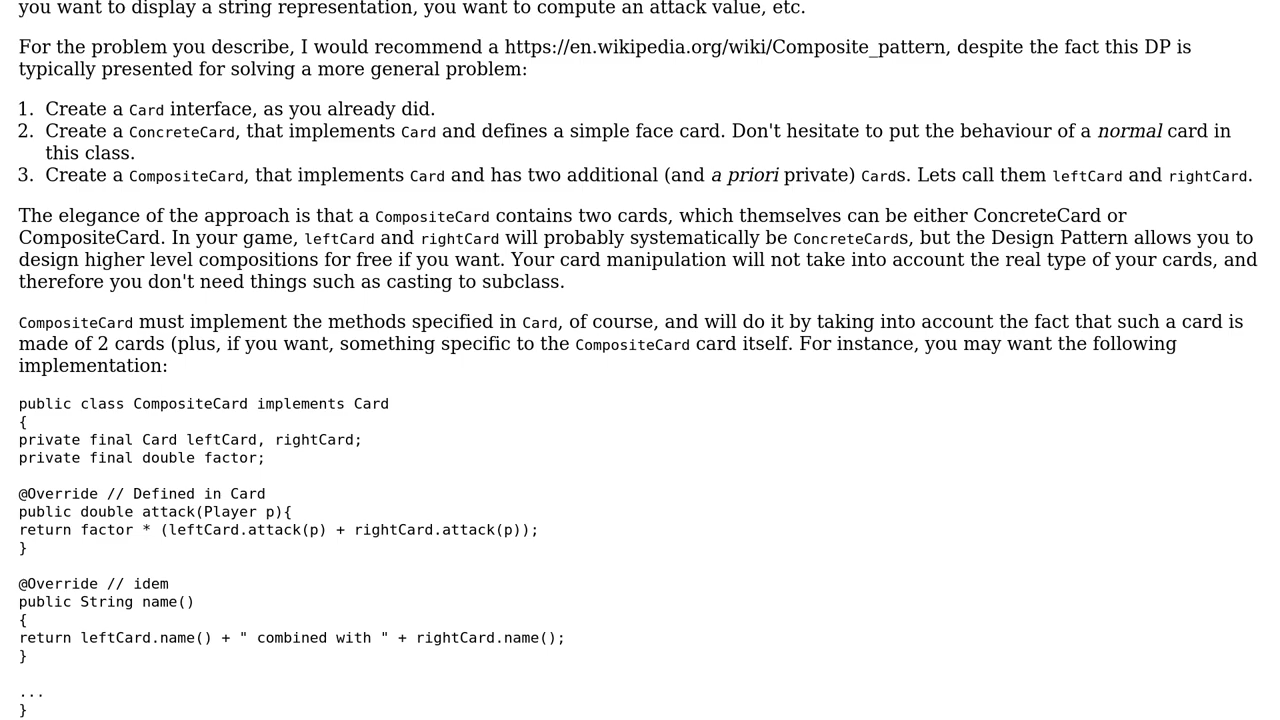 you want to display a string representation, you want to compute an attack value, etc.
For the problem you describe, I would recommend a https://en.wikipedia.org/wiki/Composite_pattern, despite the fact this DP is
typically presented for solving a more general problem:
1. Create a Card interface, as you already did.
2. Create a ConcreteCard, that implements Card and defines a simple face card. Don't hesitate to put the behaviour of a normal card in
this class.
3. Create a CompositeCard, that implements Card and has two additional (and a priori private) Cards. Lets call them leftCard and rightCard.
The elegance of the approach is that a CompositeCard contains two cards, which themselves can be either ConcreteCard or
CompositeCard. In your game, leftCard and rightCard will probably systematically be ConcreteCards, but the Design Pattern allows you to
design higher level compositions for free if you want. Your card manipulation will not take into account the real type of your cards, and
therefore you don't need things such as casting to subclass.
CompositeCard must implement the methods specified in Card, of course, and will do it by taking into account the fact that such a card is
made of 2 cards (plus, if you want, something specific to the CompositeCard card itself. For instance, you may want the following
implementation:
public class CompositeCard implements Card
{
private final Card leftCard, rightCard;
private final double factor;
@Override // Defined in Card
public double attack(Player p){
return factor * (leftCard.attack(p) + rightCard.attack(p));
}
@Override // idem
public String name()
{
return leftCard.name() + " combined with " + rightCard.name();
}
...
}